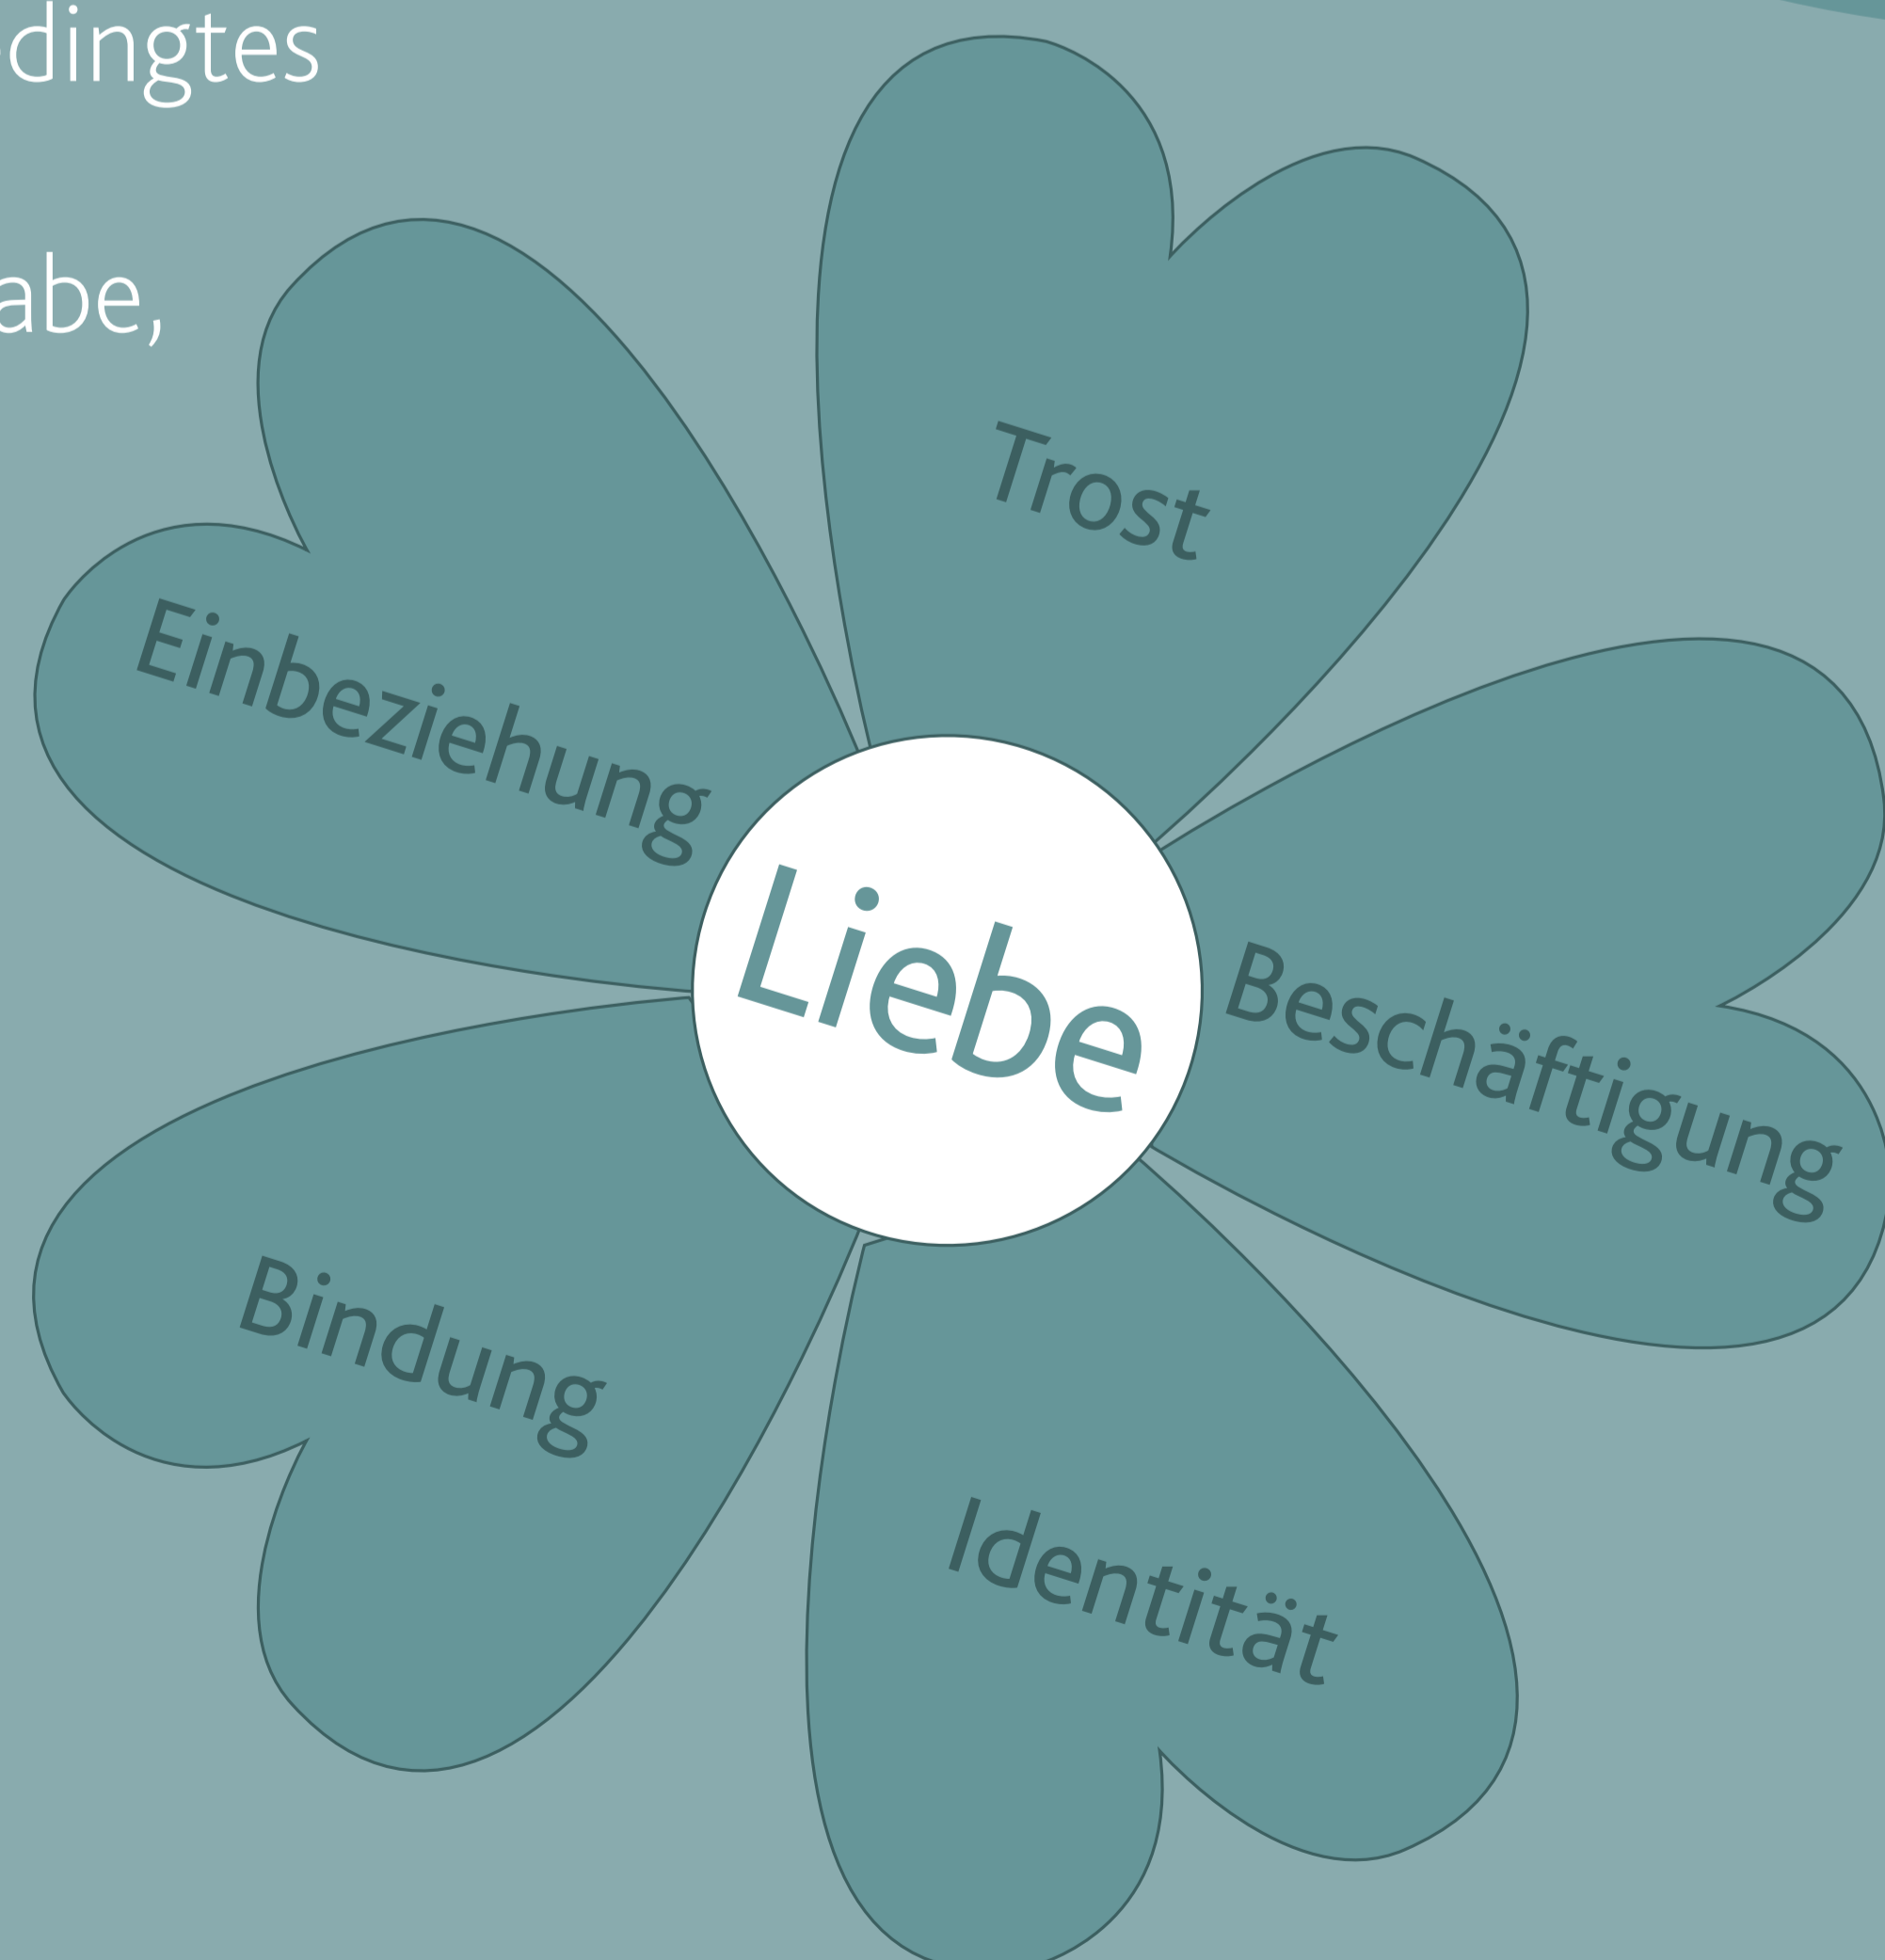 dingtes
abe,
Trost
Einbeziehung
Liebe
Beschäftigung
Bindung
Identität